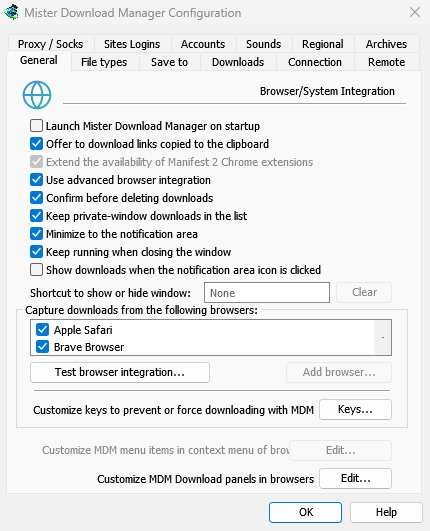 Mister Download Manager Configuration
Proxy / Socks Sites Logins Accounts Sounds Regional Archives
General File types Save to Downloads Connection Remote
Browser/System Integration
Launch Mister Download Manager on startup
Offer to download links copied to the clipboard
Extend the availability of Manifest 2 Chrome extensions
Use advanced browser integration
Confirm before deleting downloads
Keep private-window downloads in the list
Minimize to the notification area
Keep running when closing the window
Show downloads when the notification area icon is clicked
Shortcut to show or hide window: None Clear
Capture downloads from the following browsers:
Apple Safari
Brave Browser
Test browser integration... Add browser...
Customize keys to prevent or force downloading with MDM Keys...
Customize MDM menu items in context menu of brow Edit...
Customize MDM Download panels in browsers Edit...
OK Help